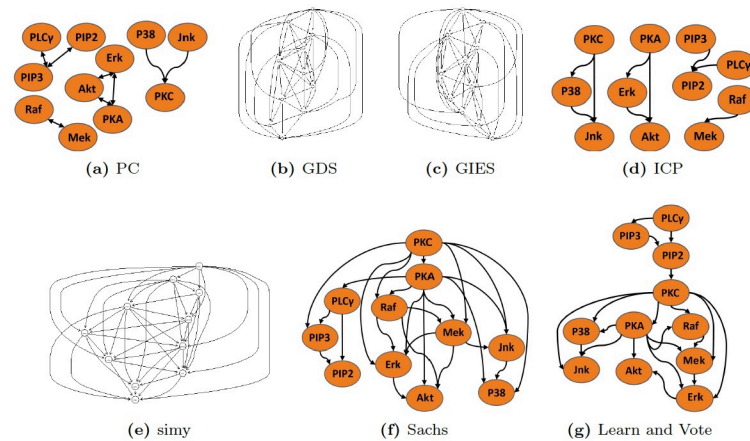 PLCγ PIP2 P38 Jnk
Erk
PIP3
Akt
PKC
Raf
PKA
Mek
(a) PC
(b) GDS
(c) GIES
PKC PKA PIP3
PLCγ
P38 Erk PIP2
Raf
Jnk Akt Mek
(d) ICP
(e) simy
PKC
PKA
PLCγ
Raf
Mek
PIP3
Jnk
Erk
PIP2
Akt P38
(f) Sachs
PLCγ
PIP3
PIP2
PKC
P38 PKA Raf
Jnk Akt Mek
Erk
(g) Learn and Vote